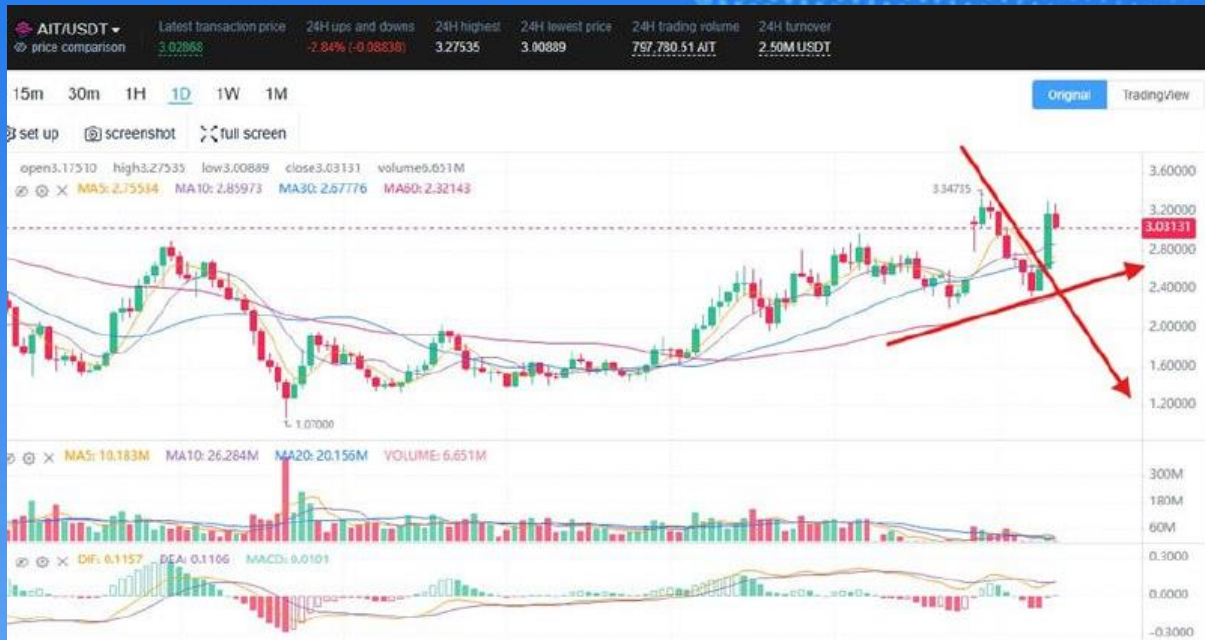 AIT/USDT Latest transaction price 24H ups and downs 24H highest 24H lowest price 24H trading volume 24H turnover
price comparison 3.02868 -2.84% (-0.08838) 3.27535 3.00889 797,780.51 AIT 2.50M USDT
15m 30m 1H 1D 1W 1M Original TradingView
set up screenshot full screen
open3.17510 high3.27535 low3.00889 close3.03131 volume6.651M
MA5: 2.75534 MA10: 2.85973 MA30: 2.67776 MA60: 2.32143
3.60000
3.34735
3.20000
3.03131
2.80000
2.40000
2.00000
1.60000
1.20000
1.07000
MA5: 10.183M MA10: 26.284M MA20: 20.156M VOLUME: 6.651M
300M
180M
60M
DIF: 0.1157 DEA: 0.1106 MACD: 0.0101
0.3000
0.0000
-0.3000